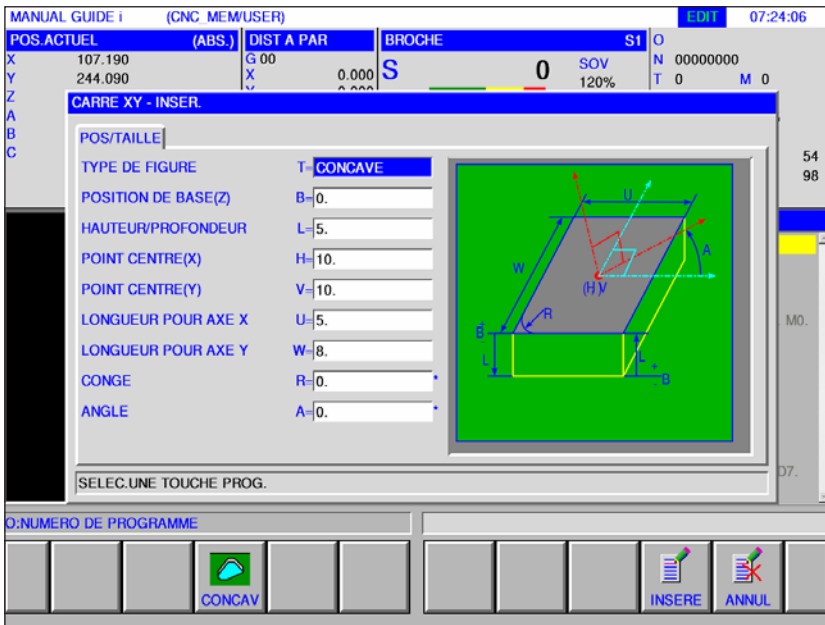 MANUAL GUIDE i (CNC_MEM/USER) EDIT 07:24:06
POS.ACTUEL (ABS.) DIST A PAR BROCHE S1 O
X 107.190 G 00 S 0 SOV N 00000000
Y 244.090 X 0.000 120% T 0 M 0
Z
A
B
C
54
98
CARRE XY - INSER.
POS/TAILLE
TYPE DE FIGURE T= CONCAVE
POSITION DE BASE(Z) B= 0.
HAUTEUR/PROFONDEUR L= 5.
POINT CENTRE(X) H= 10.
POINT CENTRE(Y) V= 10.
LONGUEUR POUR AXE X U= 5.
LONGUEUR POUR AXE Y W= 8.
CONGE R= 0. *
ANGLE A= 0. *
U
W
A
(H,)V
R
+
B
-
L
L
+
- B
M0.
D7.
SELEC.UNE TOUCHE PROG.
O:NUMERO DE PROGRAMME
CONCAV INSERE ANNUL